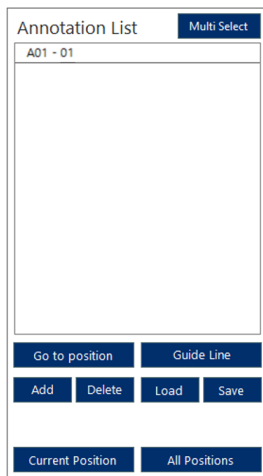 Annotation List
Multi Select
A01 - 01
Go to position
Guide Line
Add
Delete
Load
Save
Current Position
All Positions